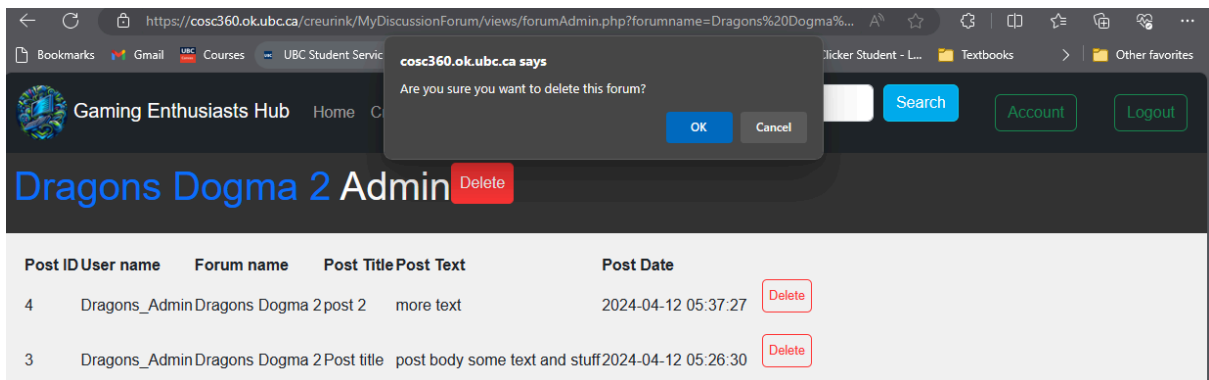 https://cosc360.ok.ubc.ca/creurink/MyDiscussionForum/views/forumAdmin.php?forumname=Dragons%20Dogma%...
Bookmarks Gmail Courses UBC Student Servic licker Student - L... Textbooks Other favorites
cosc360.ok.ubc.ca says
Are you sure you want to delete this forum?
OK Cancel
Gaming Enthusiasts Hub Home C Search Account Logout
Dragons Dogma 2 Admin Delete
Post ID User name Forum name Post Title Post Text Post Date
4 Dragons_Admin Dragons Dogma 2 post 2 more text 2024-04-12 05:37:27 Delete
3 Dragons_Admin Dragons Dogma 2 Post title post body some text and stuff 2024-04-12 05:26:30 Delete